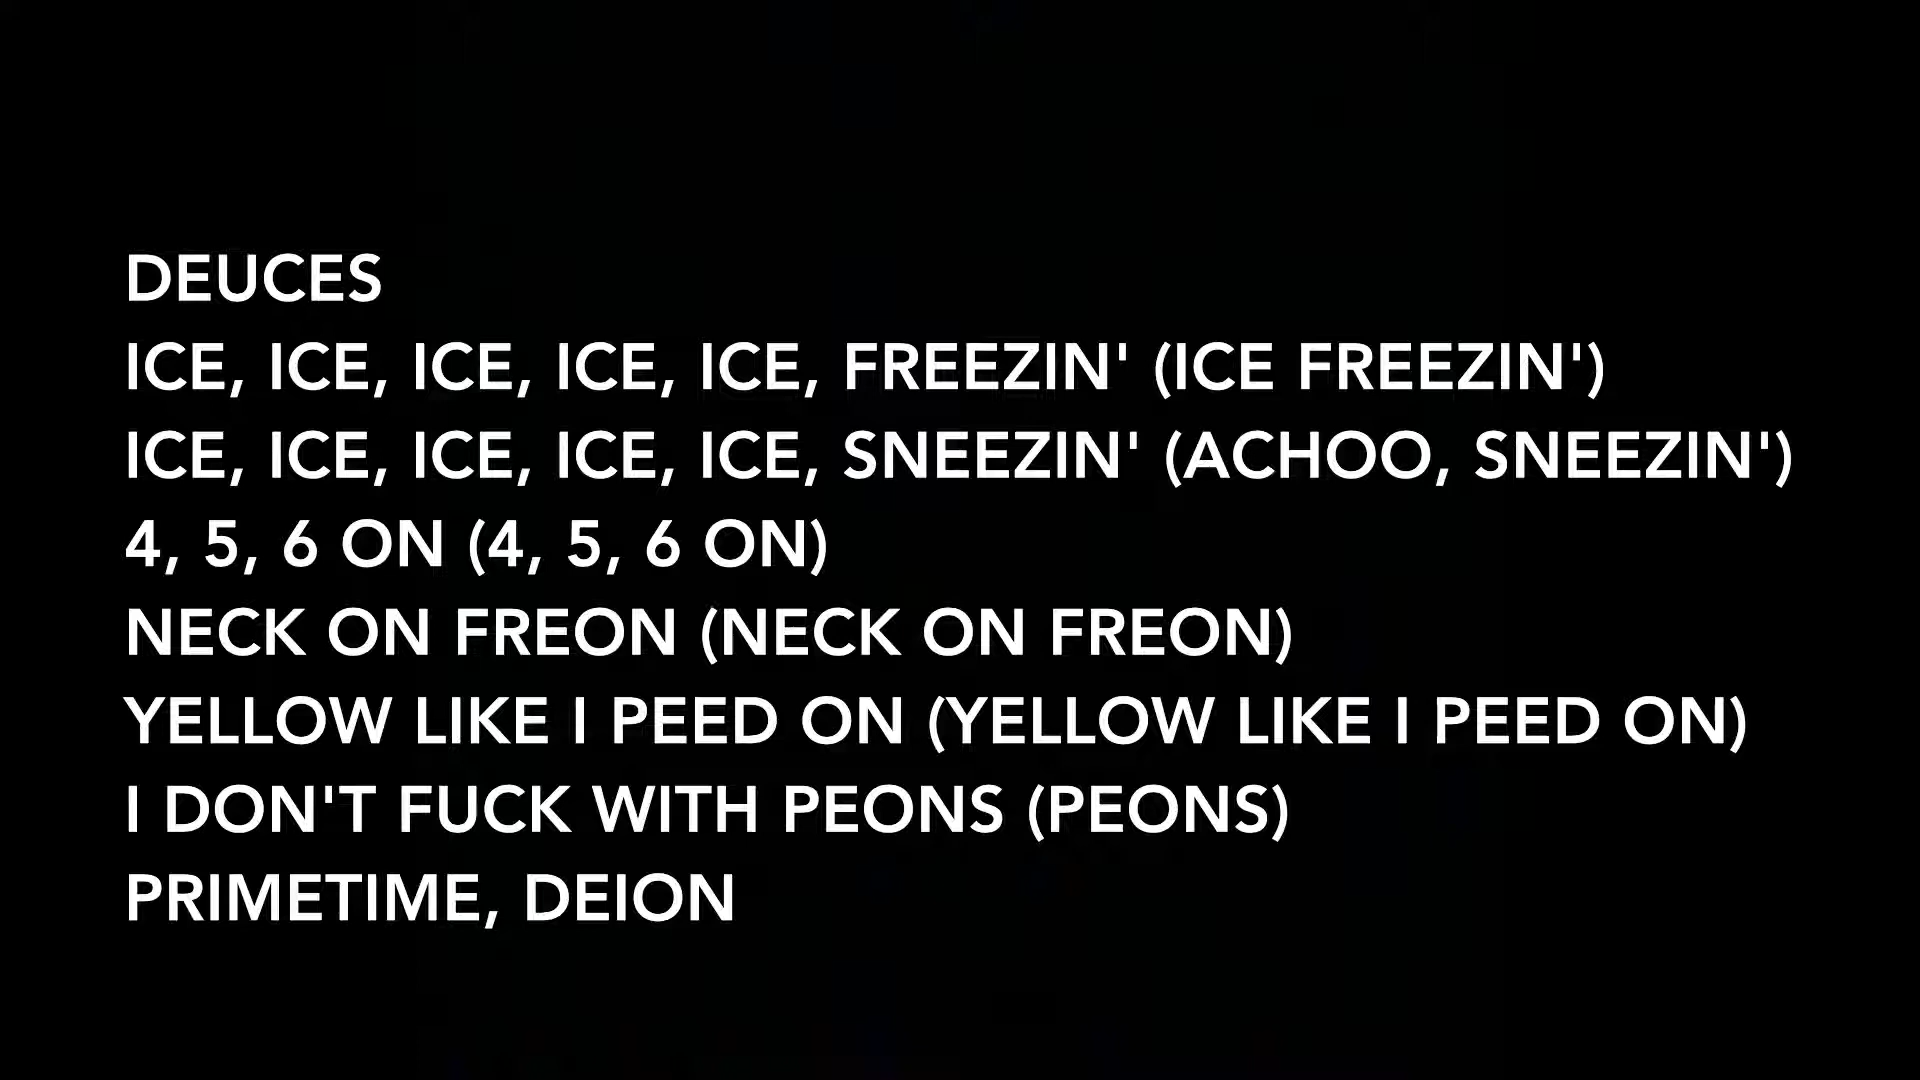 DEUCES
ICE, ICE, ICE, ICE, ICE, FREEZIN' (ICE FREEZIN')
ICE, ICE, ICE, ICE, ICE, SNEEZIN' (ACHOO, SNEEZIN')
4, 5, 6 ON (4, 5, 6 ON)
NECK ON FREON (NECK ON FREON)
YELLOW LIKE I PEED ON (YELLOW LIKE I PEED ON)
I DON'T FUCK WITH PEONS (PEONS)
PRIMETIME, DEION